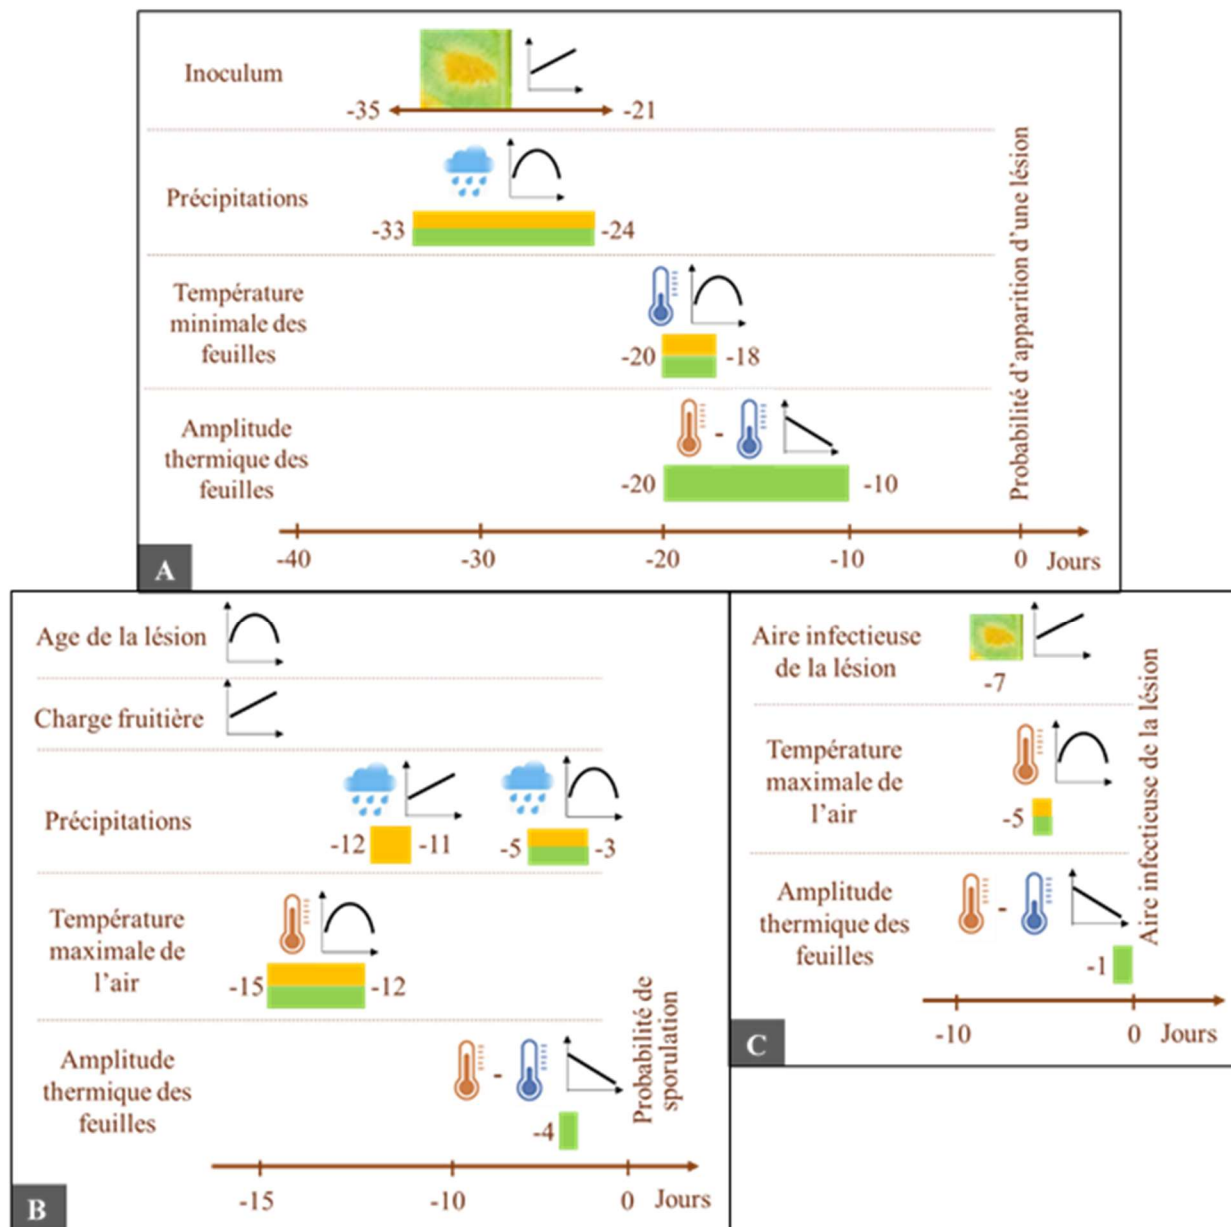 Inoculum
-35
-21
Précipitations
-33
-24
Température
minimale des
feuilles
-20
-18
Amplitude
thermique des
feuilles
-
-20
-10
Probabilité d'apparition d'une lésion
-40
-30
-20
-10
0
Jours
A
Age de la lésion
Charge fruitière
Précipitations
-12
-11
-5
-3
Température
maximale de
l'air
-15
-12
Amplitude
thermique des
feuilles
-
-4
Probabilité de
sporulation
-15
-10
0
Jours
B
Aire infectieuse
de la lésion
-7
Température
maximale de
l'air
-5
Amplitude
thermique des
feuilles
-
-1
Aire infectieuse de la lésion
-10
0
Jours
C